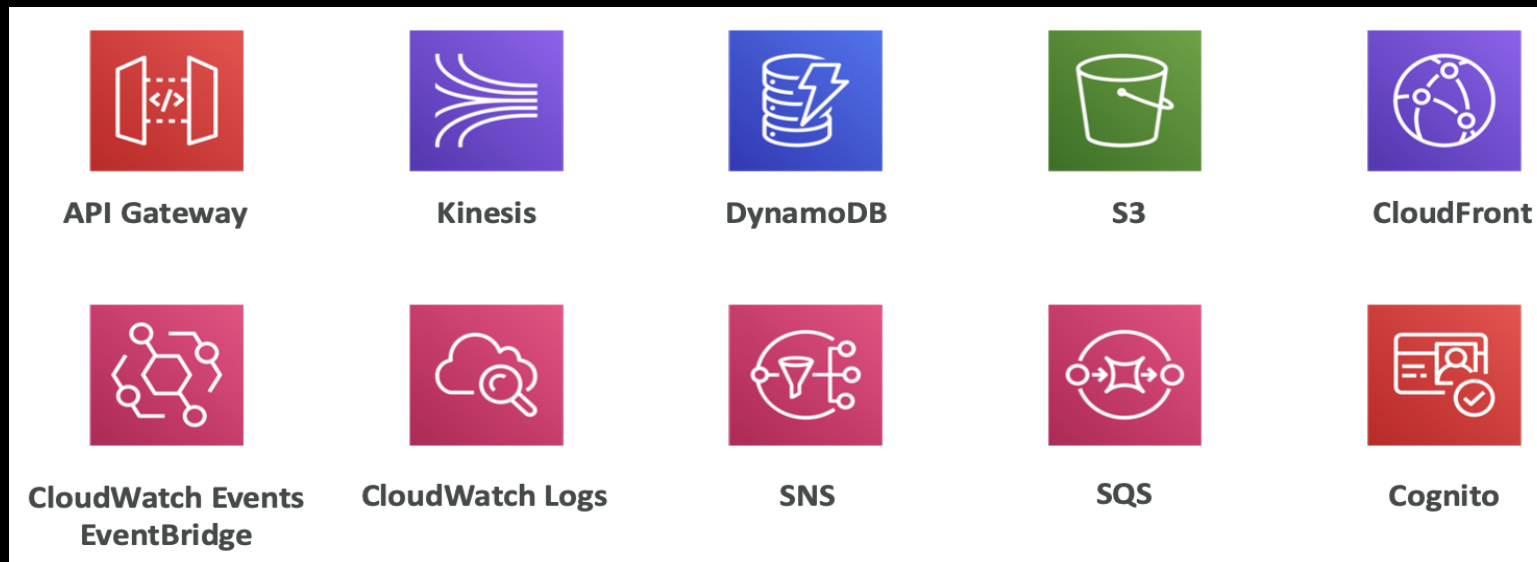 API Gateway
Kinesis
DynamoDB
S3
CloudFront
CloudWatch Events
EventBridge
CloudWatch Logs
SNS
SQS
Cognito